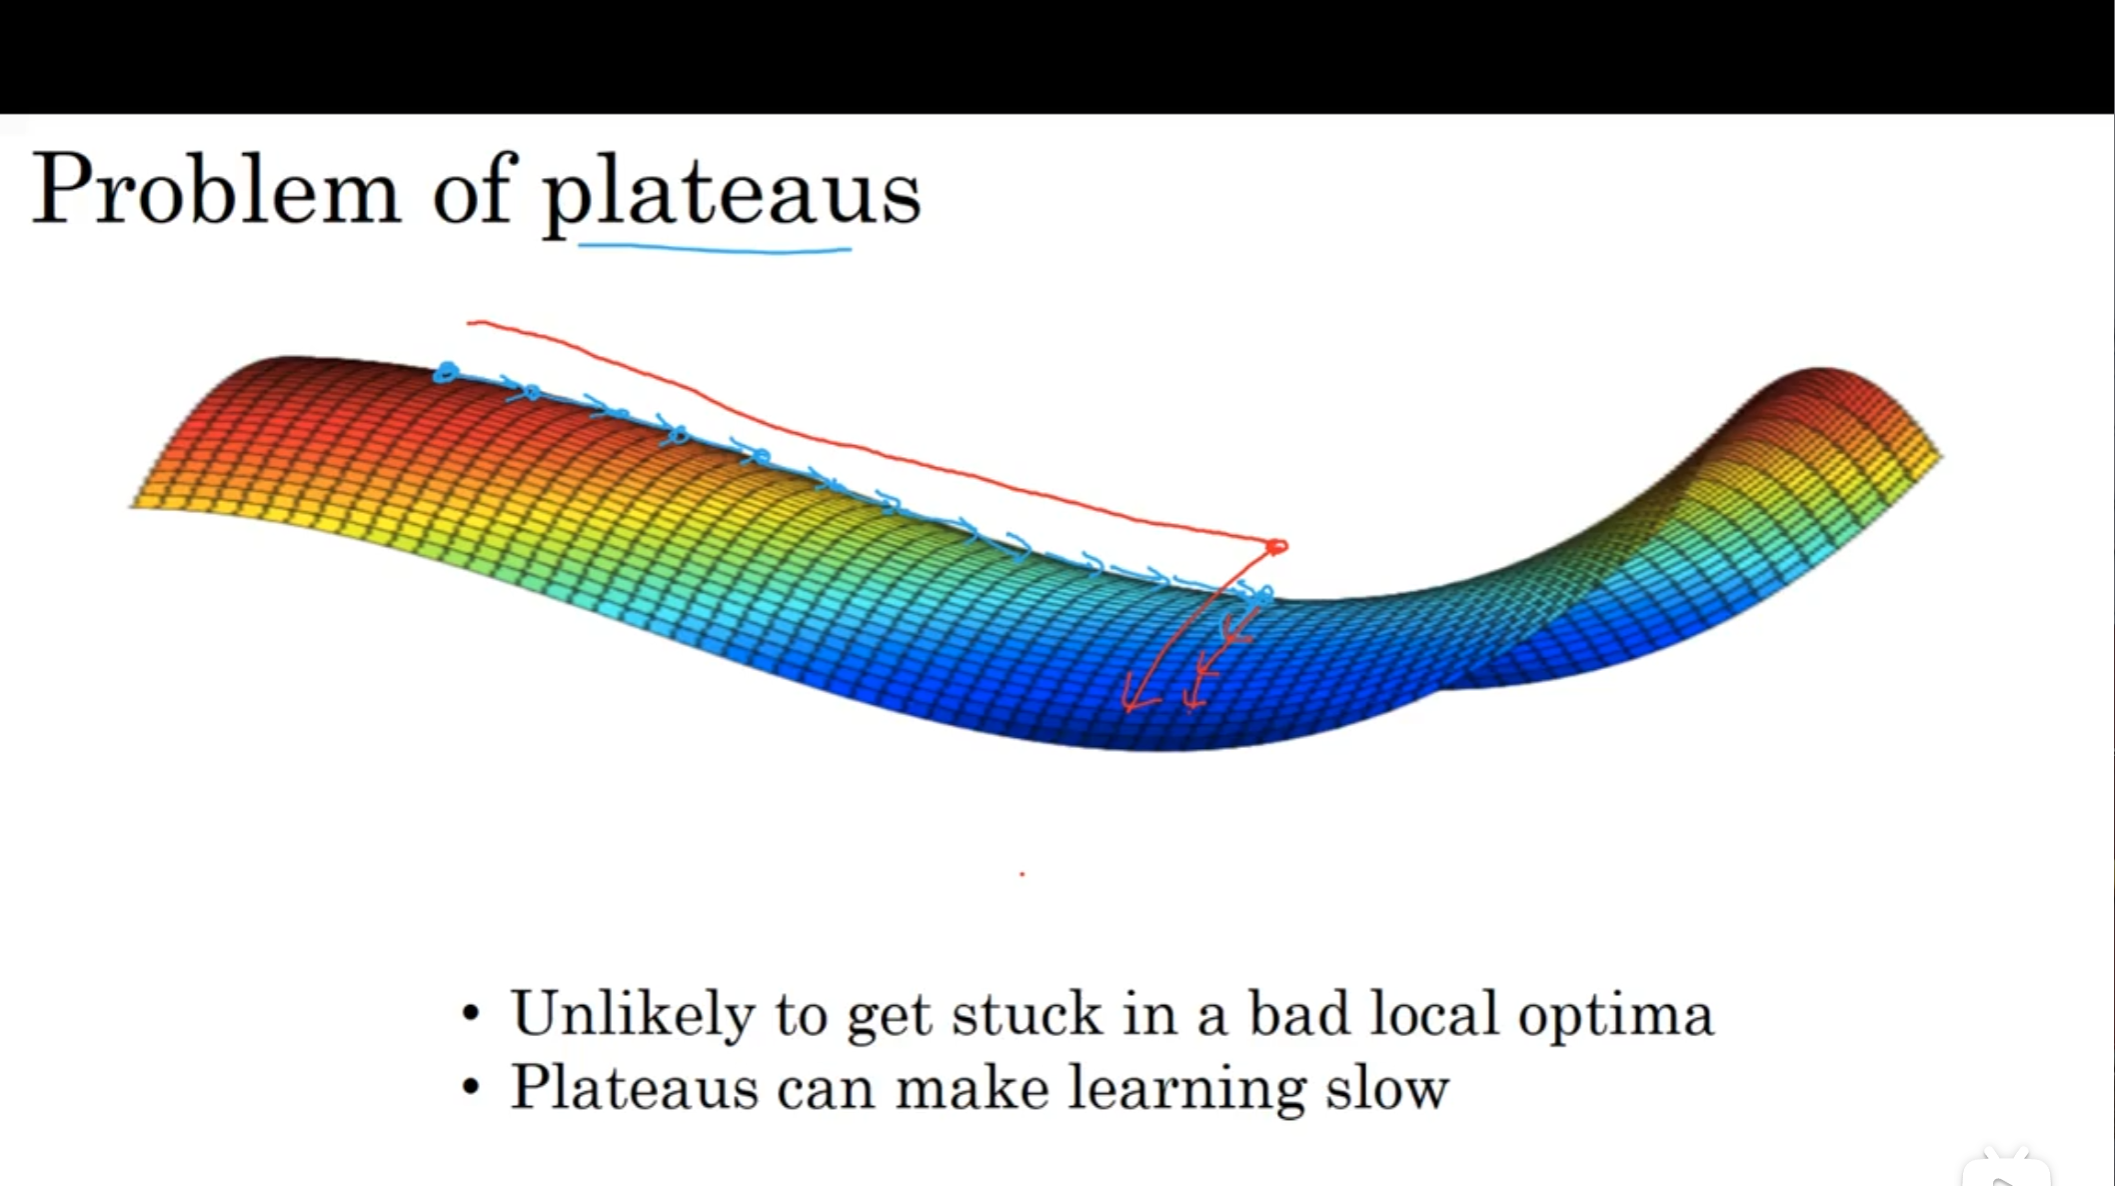 Problem of plateaus
• Unlikely to get stuck in a bad local optima
• Plateaus can make learning slow